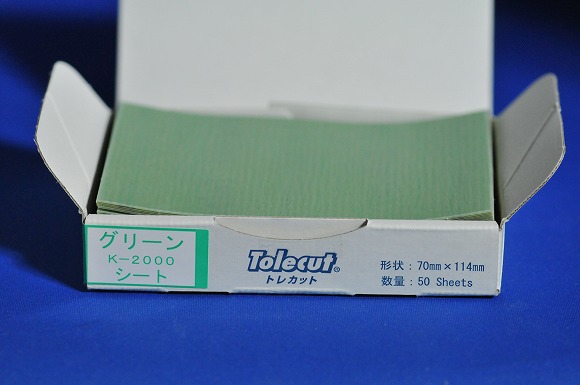 グリーン
K-2000
シート
Tolecut®
トレカット
形状：70mm×114mm
数量：50 Sheets